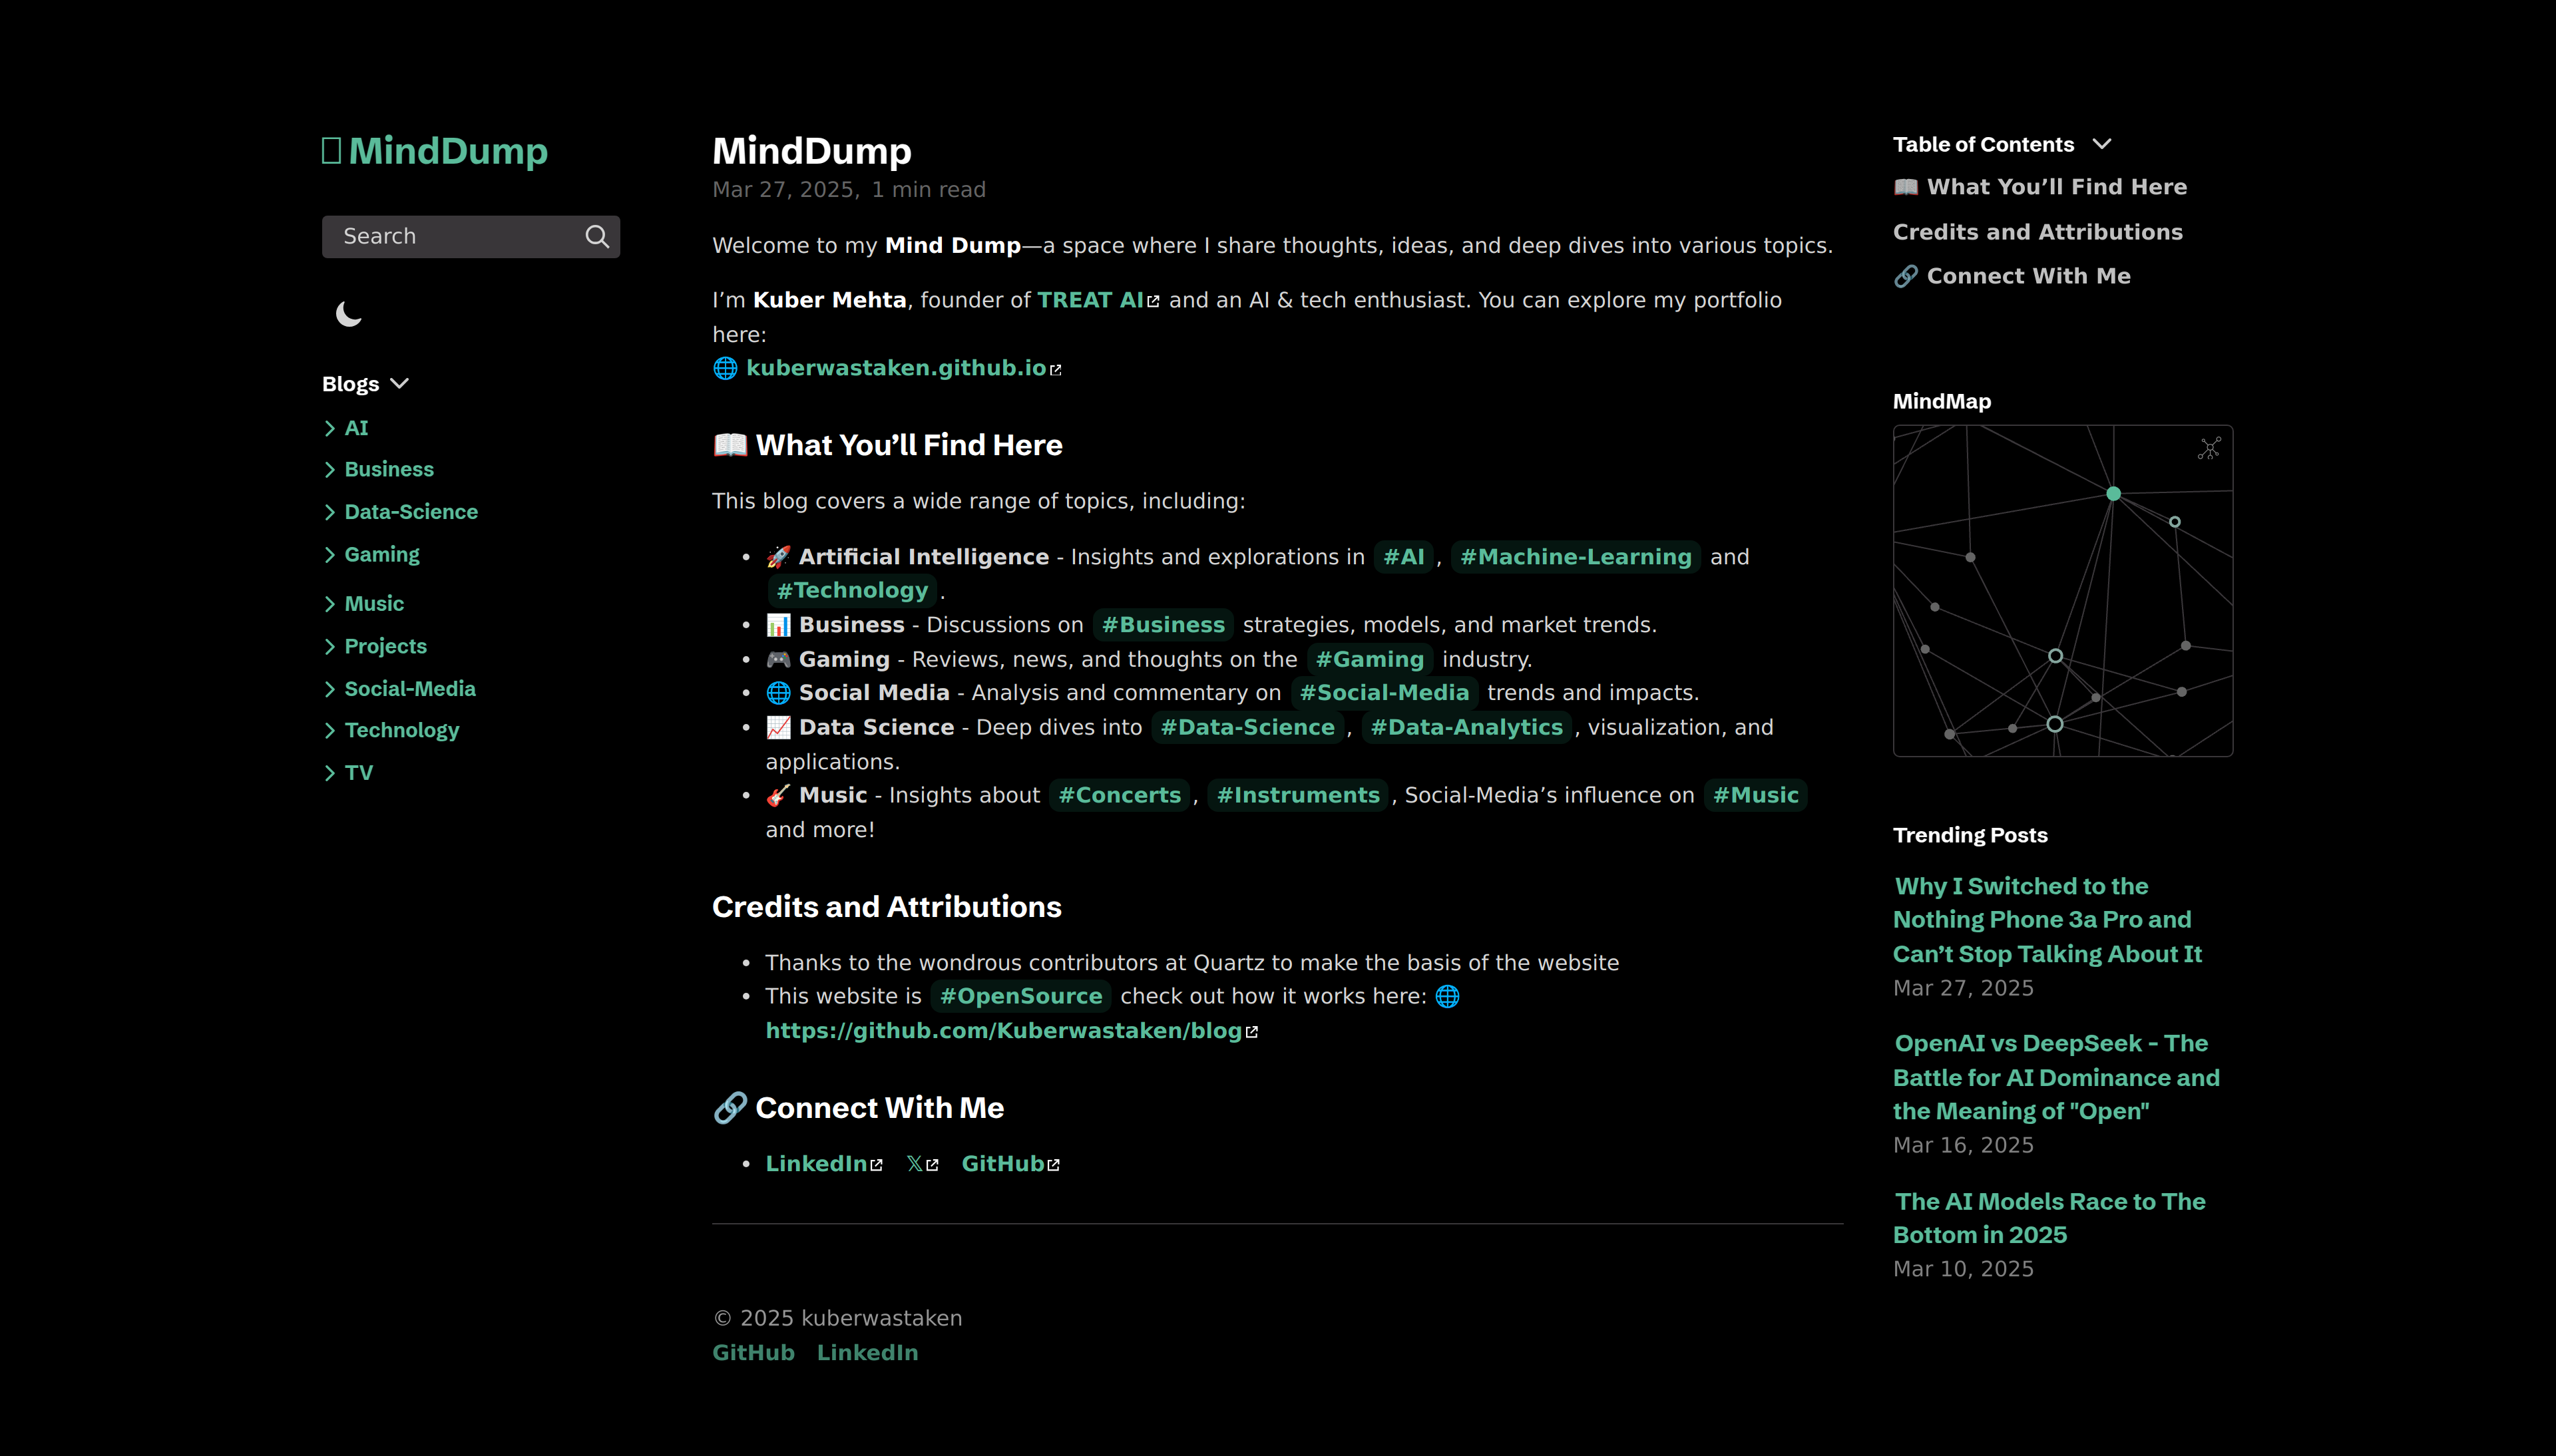 MindDump
Search
Blogs
AI
Business
Data-Science
Gaming
Music
Projects
Social-Media
Technology
TV
MindDump
Mar 27, 2025, 1 min read
Welcome to my Mind Dump—a space where I share thoughts, ideas, and deep dives into various topics.
I’m Kuber Mehta, founder of TREAT AI and an AI & tech enthusiast. You can explore my portfolio
here:
🌐 kuberwastaken.github.io
📖 What You’ll Find Here
This blog covers a wide range of topics, including:
• 🚀 Artificial Intelligence - Insights and explorations in #AI, #Machine-Learning and
#Technology.
• 📊 Business - Discussions on #Business strategies, models, and market trends.
• 🎮 Gaming - Reviews, news, and thoughts on the #Gaming industry.
• 🌐 Social Media - Analysis and commentary on #Social-Media trends and impacts.
• 📈 Data Science - Deep dives into #Data-Science, #Data-Analytics, visualization, and
applications.
• 🎸 Music - Insights about #Concerts, #Instruments, Social-Media’s influence on #Music
and more!
Credits and Attributions
• Thanks to the wondrous contributors at Quartz to make the basis of the website
• This website is #OpenSource check out how it works here: 🌐
https://github.com/Kuberwastaken/blog
🔗 Connect With Me
• LinkedIn 𝕏 GitHub
© 2025 kuberwastaken
GitHub LinkedIn
Table of Contents
📖 What You’ll Find Here
Credits and Attributions
🔗 Connect With Me
MindMap
Trending Posts
Why I Switched to the
Nothing Phone 3a Pro and
Can’t Stop Talking About It
Mar 27, 2025
OpenAI vs DeepSeek - The
Battle for AI Dominance and
the Meaning of "Open"
Mar 16, 2025
The AI Models Race to The
Bottom in 2025
Mar 10, 2025